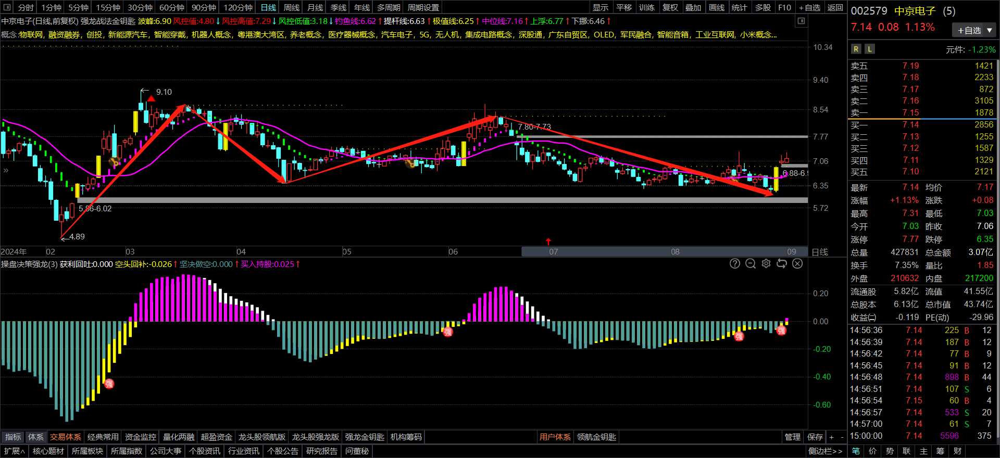 分时 1分钟 5分钟 15分钟 30分钟 60分钟 90分钟 120分钟 日线 周线 月线 季线 年线 多周期 周期设置 显示 平移 训练 复权 叠加 画线 统计 多股 F10 +自选 返回
中京电子(日线,前复权) 强龙战法金钥匙 波峰:6.90 风控值:4.80↓ 风控高值:7.29↓ 风控低值:3.18↓ 钓鱼线:6.62↑ 提杆线:6.63↑ 极值线:6.25↑ 中位线:7.16↑ 上浮:6.77↑ 下挪:6.46↑
概念:物联网, 融资融券, 创投, 新能源汽车, 智能穿戴, 机器人概念, 粤港澳大湾区, 养老概念, 医疗器械概念, 汽车电子, 5G, 无人机, 集成电路概念, 深股通, 广东自贸区, OLED, 军民融合, 智能音箱, 工业互联网, 小米概念...
10.34
9.40
8.54
7.77
7.06
6.35
5.72
9.10
7.80-7.73
6.88-6.9
5.86-6.02
4.89
»
2024年 02 03 04 05 06 07 08 09 日线
操盘决策强龙(3) 获利回吐:0.000 空头回补:-0.026↑ 坚决做空:0.000↑ 买入持股:0.025↑
0.20
0.00
-0.20
-0.40
-0.60
强
强
强
强
指标 体系 交易体系 经典常用 资金监控 量化两融 超盈资金 龙头股领航版 龙头股强龙版 强龙金钥匙 机构筹码 用户体系 领航金钥匙 管理 保存 + -
扩展∧ 核心题材 所属板块 所属指数 公司大事 个股资讯 行业资讯 个股公告 研究报告 问董秘 侧边栏>>
002579 中京电子 (5)
7.14 0.08 1.13% +自选 ▼
R L 元件: -1.23%
卖五 7.19 1421
卖四 7.18 2233
卖三 7.17 872
卖二 7.16 3105
卖一 7.15 1878
买一 7.14 2856
买二 7.13 1255
买三 7.12 1587
买四 7.11 1329
买五 7.10 2121
最新 7.14 均价 7.17
涨幅 +1.13% 涨跌 +0.08
最高 7.31 最低 7.03
今开 7.03 昨收 7.06
涨停 7.77 跌停 6.35
总量 427831 总金额 3.07亿
换手 7.35% 量比 1.85
外盘 210632 内盘 217200
流通股 5.82亿 流值 41.55亿
总股本 6.13亿 总市值 43.74亿
收益㈡ -0.119 PE(动) -29.96
14:56:36 7.14 225 B 12
14:56:39 7.14 187 B 12
14:56:42 7.14 77 B 9
14:56:45 7.14 91 B 12
14:56:48 7.14 898 B 44
14:56:51 7.14 107 S 6
14:56:54 7.15 60 B 4
14:56:57 7.14 533 S 20
14:57:00 7.14 61 S 7
15:00:00 7.14 5596 375
笔 价 势 联 主 筹 财